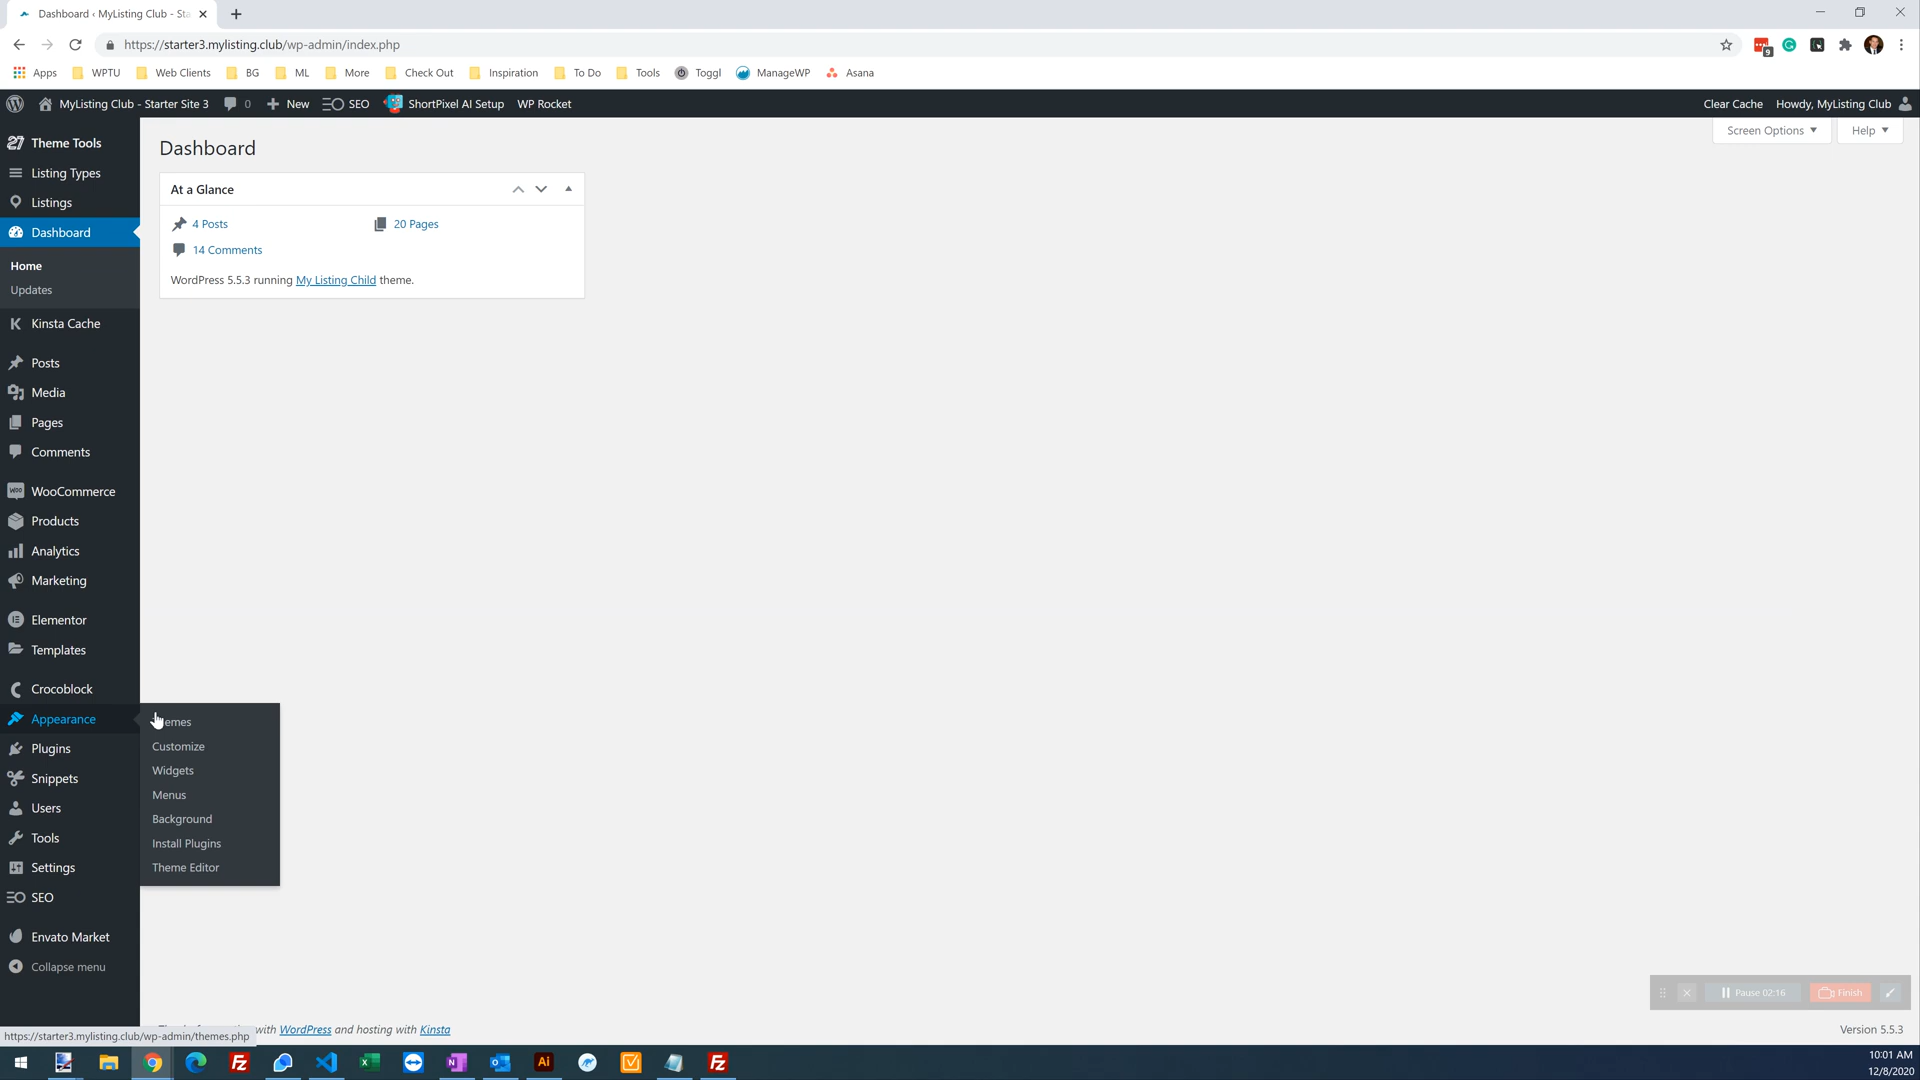 Dashboard ‹ MyListing Club - Sta
https://starter3.mylisting.club/wp-admin/index.php
9
Apps WPTU Web Clients BG ML More Check Out Inspiration To Do Tools Toggl ManageWP Asana
MyListing Club - Starter Site 3 0 New SEO ShortPixel AI Setup WP Rocket Clear Cache Howdy, MyListing Club
Screen Options Help
27 Theme Tools
Listing Types
Listings
Dashboard
Home
Updates
Kinsta Cache
Posts
Media
Pages
Comments
WooCommerce
Products
Analytics
Marketing
Elementor
Templates
Crocoblock
Appearance
Plugins
Snippets
Users
Tools
Settings
SEO
Envato Market
Collapse menu
Dashboard
At a Glance
4 Posts 20 Pages
14 Comments
WordPress 5.5.3 running My Listing Child theme.
emes
Customize
Widgets
Menus
Background
Install Plugins
Theme Editor
Pause 02:16 Finish
with WordPress and hosting with Kinsta
Version 5.5.3
https://starter3.mylisting.club/wp-admin/themes.php
Ai
10:01 AM
12/8/2020